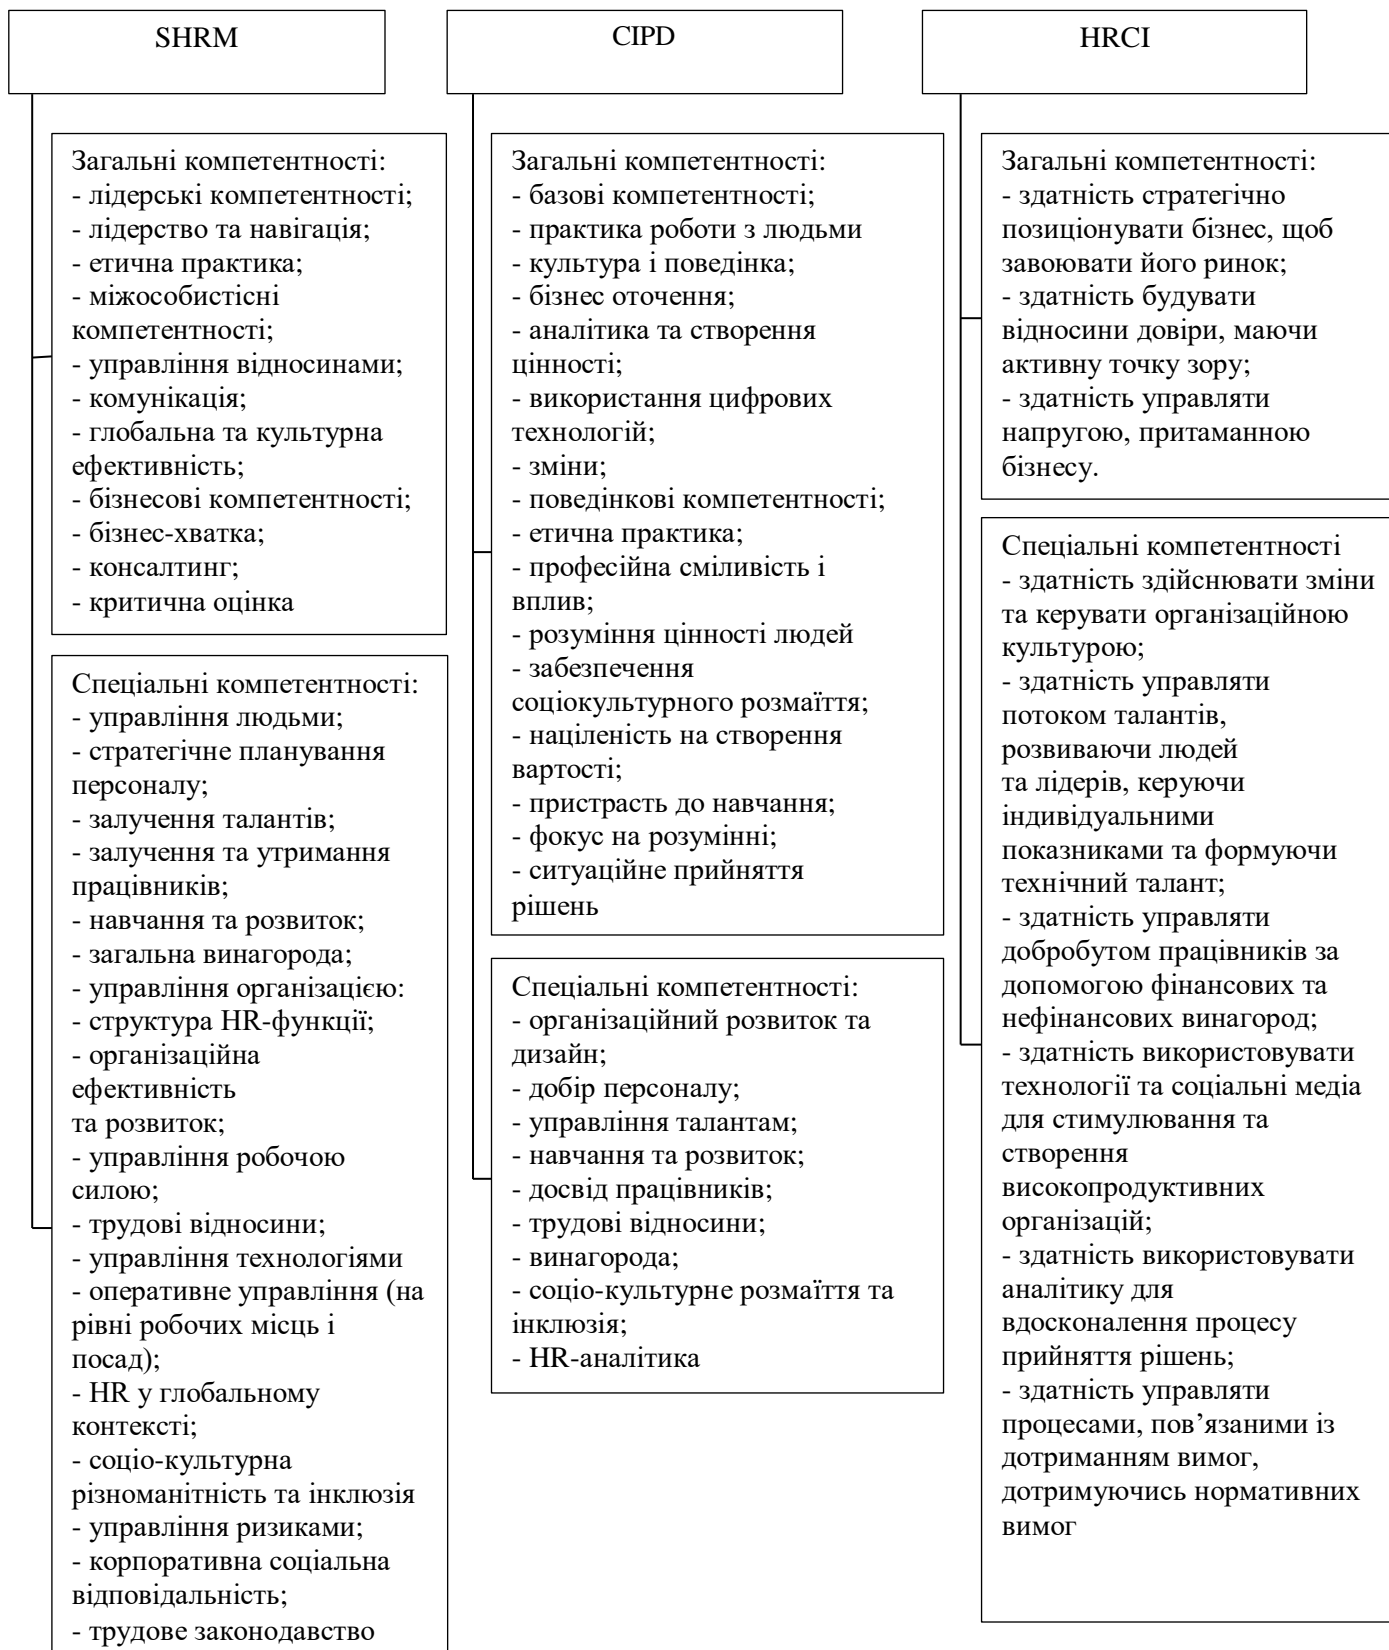 SHRM
Загальні компетентності:
- лідерські компетентності;
- лідерство та навігація;
- етична практика;
- міжособистісні
компетентності;
- управління відносинами;
- комунікація;
- глобальна та культурна
ефективність;
- бізнесові компетентності;
- бізнес-хватка;
- консалтинг;
- критична оцінка
Спеціальні компетентності:
- управління людьми;
- стратегічне планування
персоналу;
- залучення талантів;
- залучення та утримання
працівників;
- навчання та розвиток;
- загальна винагорода;
- управління організацією:
- структура HR-функції;
- організаційна
ефективність
та розвиток;
- управління робочою
силою;
- трудові відносини;
- управління технологіями
- оперативне управління (на
рівні робочих місць і
посад);
- HR у глобальному
контексті;
- соціо-культурна
різноманітність та інклюзія
- управління ризиками;
- корпоративна соціальна
відповідальність;
- трудове законодавство
CIPD
Загальні компетентності:
- базові компетентності;
- практика роботи з людьми
- культура і поведінка;
- бізнес оточення;
- аналітика та створення
цінності;
- використання цифрових
технологій;
- зміни;
- поведінкові компетентності;
- етична практика;
- професійна сміливість і
вплив;
- розуміння цінності людей
- забезпечення
соціокультурного розмаїття;
- націленість на створення
вартості;
- пристрасть до навчання;
- фокус на розумінні;
- ситуаційне прийняття
рішень
Спеціальні компетентності:
- організаційний розвиток та
дизайн;
- добір персоналу;
- управління талантам;
- навчання та розвиток;
- досвід працівників;
- трудові відносини;
- винагорода;
- соціо-культурне розмаїття та
інклюзія;
- HR-аналітика
HRCI
Загальні компетентності:
- здатність стратегічно
позиціонувати бізнес, щоб
завоювати його ринок;
- здатність будувати
відносини довіри, маючи
активну точку зору;
- здатність управляти
напругою, притаманною
бізнесу.
Спеціальні компетентності
- здатність здійснювати зміни
та керувати організаційною
культурою;
- здатність управляти
потоком талантів,
розвиваючи людей
та лідерів, керуючи
індивідуальними
показниками та формуючи
технічний талант;
- здатність управляти
добробутом працівників за
допомогою фінансових та
нефінансових винагород;
- здатність використовувати
технології та соціальні медіа
для стимулювання та
створення
високопродуктивних
організацій;
- здатність використовувати
аналітику для
вдосконалення процесу
прийняття рішень;
- здатність управляти
процесами, пов’язаними із
дотриманням вимог,
дотримуючись нормативних
вимог